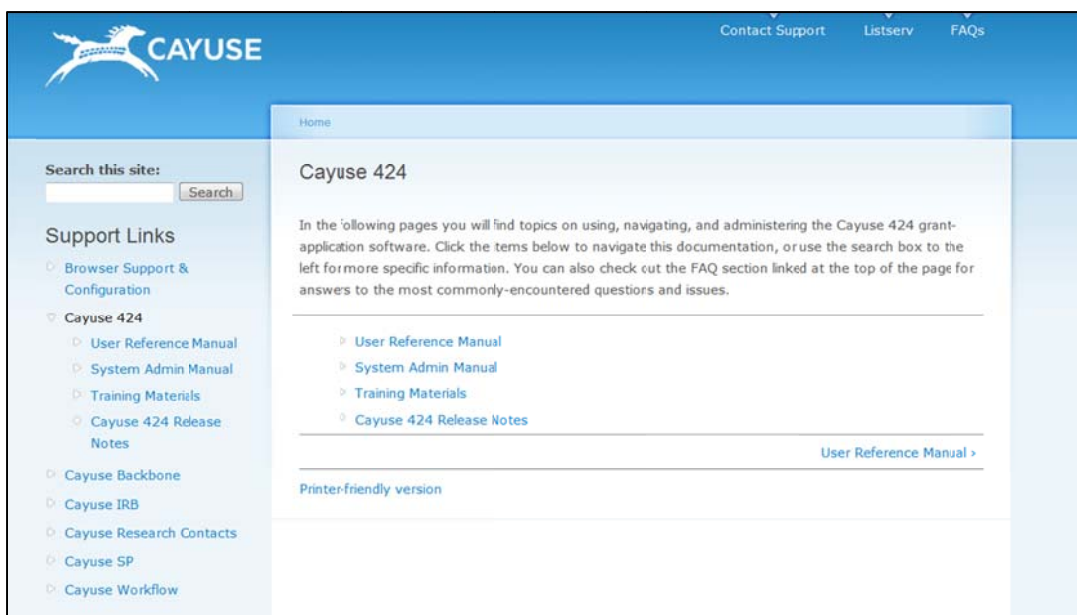 CAYUSE
Contact Support Listserv FAQs
Home
Search this site:
Search
Support Links
Browser Support &
Configuration
Cayuse 424
User Reference Manual
System Admin Manual
Training Materials
Cayuse 424 Release
Notes
Cayuse Backbone
Cayuse IRB
Cayuse Research Contacts
Cayuse SP
Cayuse Workflow
Cayuse 424
In the following pages you will find topics on using, navigating, and administering the Cayuse 424 grant-
application software. Click the items below to navigate this documentation, or use the search box to the
left for more specific information. You can also check out the FAQ section linked at the top of the page for
answers to the most commonly-encountered questions and issues.
User Reference Manual
System Admin Manual
Training Materials
Cayuse 424 Release Notes
User Reference Manual ›
Printer-friendly version